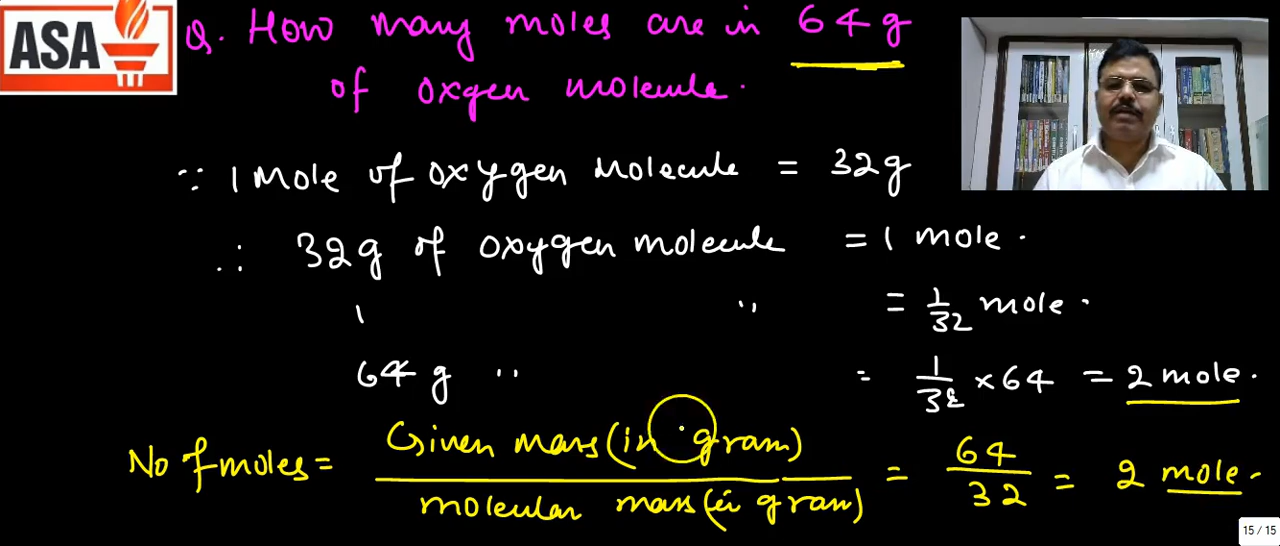 ASA
Q. How many moles are in 64 g
of oxgen molecule.
∵ 1 Mole of oxygen molecule = 32g
∴ 32g of oxygen molecule = 1 mole.
1 " = 1/32 mole.
64 g " = 1/32 × 64 = 2 mole.
No of moles = Given mass (in gram) / molecular mass (in gram) = 64/32 = 2 mole.
15 / 15